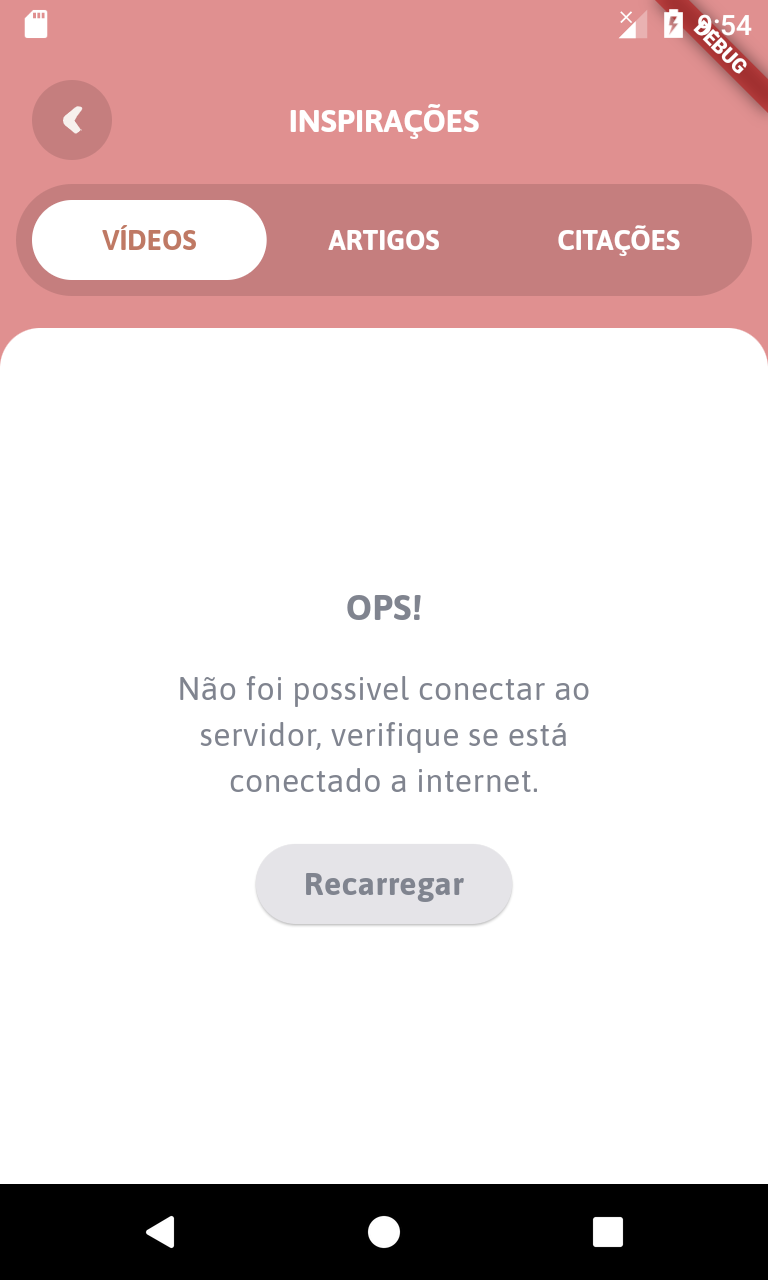 9:54
DEBUG
INSPIRAÇÕES
VÍDEOS
ARTIGOS
CITAÇÕES
OPS!
Não foi possivel conectar ao
servidor, verifique se está
conectado a internet.
Recarregar